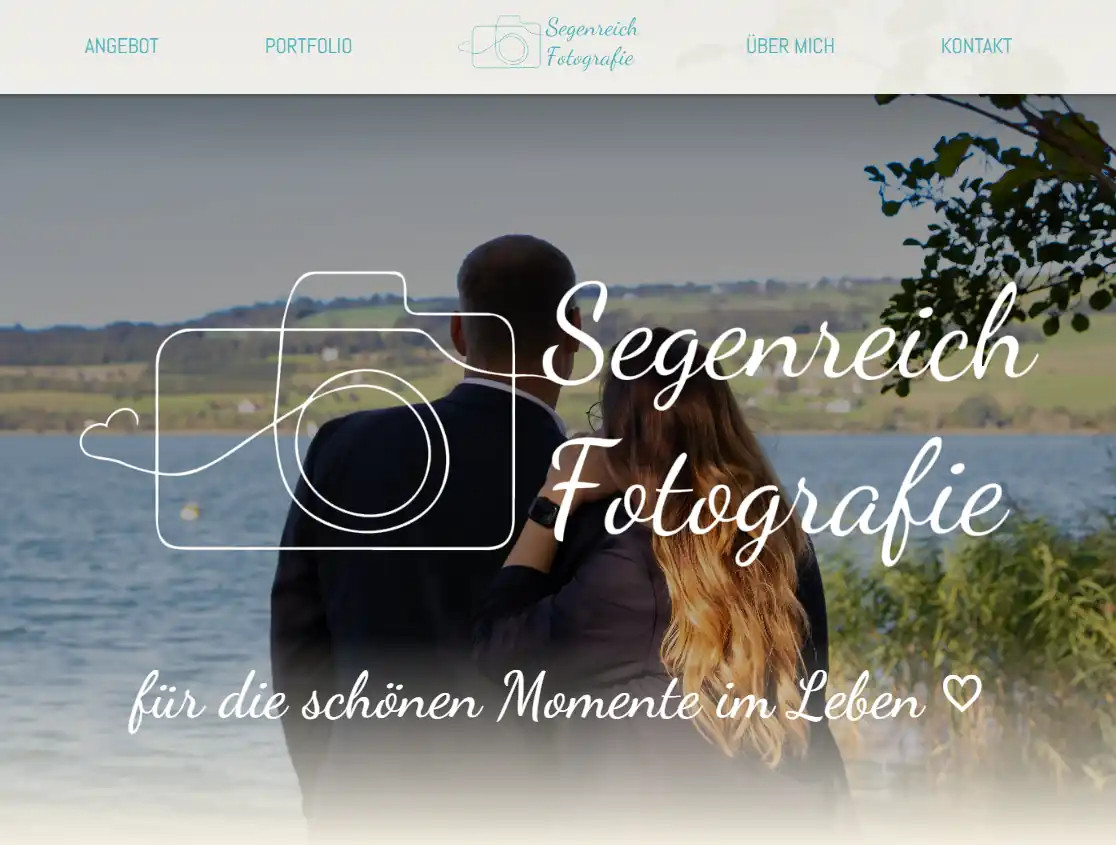 ANGEBOT
PORTFOLIO
Segenreich
Fotografie
ÜBER MICH
KONTAKT
Segenreich
Fotografie
für die schönen Momente im Leben ♡